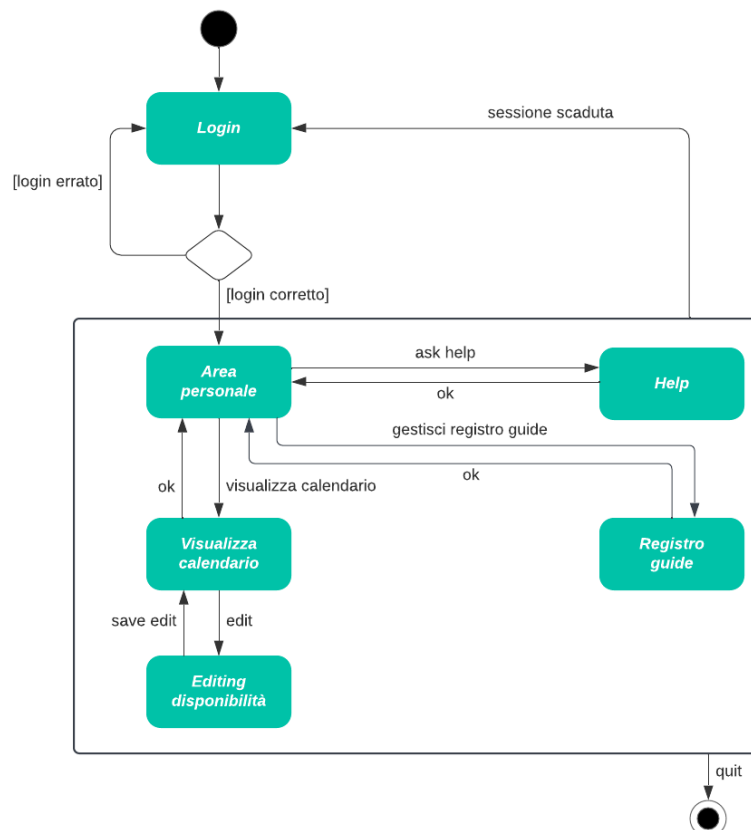 Login
sessione scaduta
[login errato]
[login corretto]
Area
personale
ask help
ok
Help
gestisci registro guide
ok
ok
visualizza calendario
Visualizza
calendario
Registro
guide
save edit
edit
Editing
disponibilità
quit